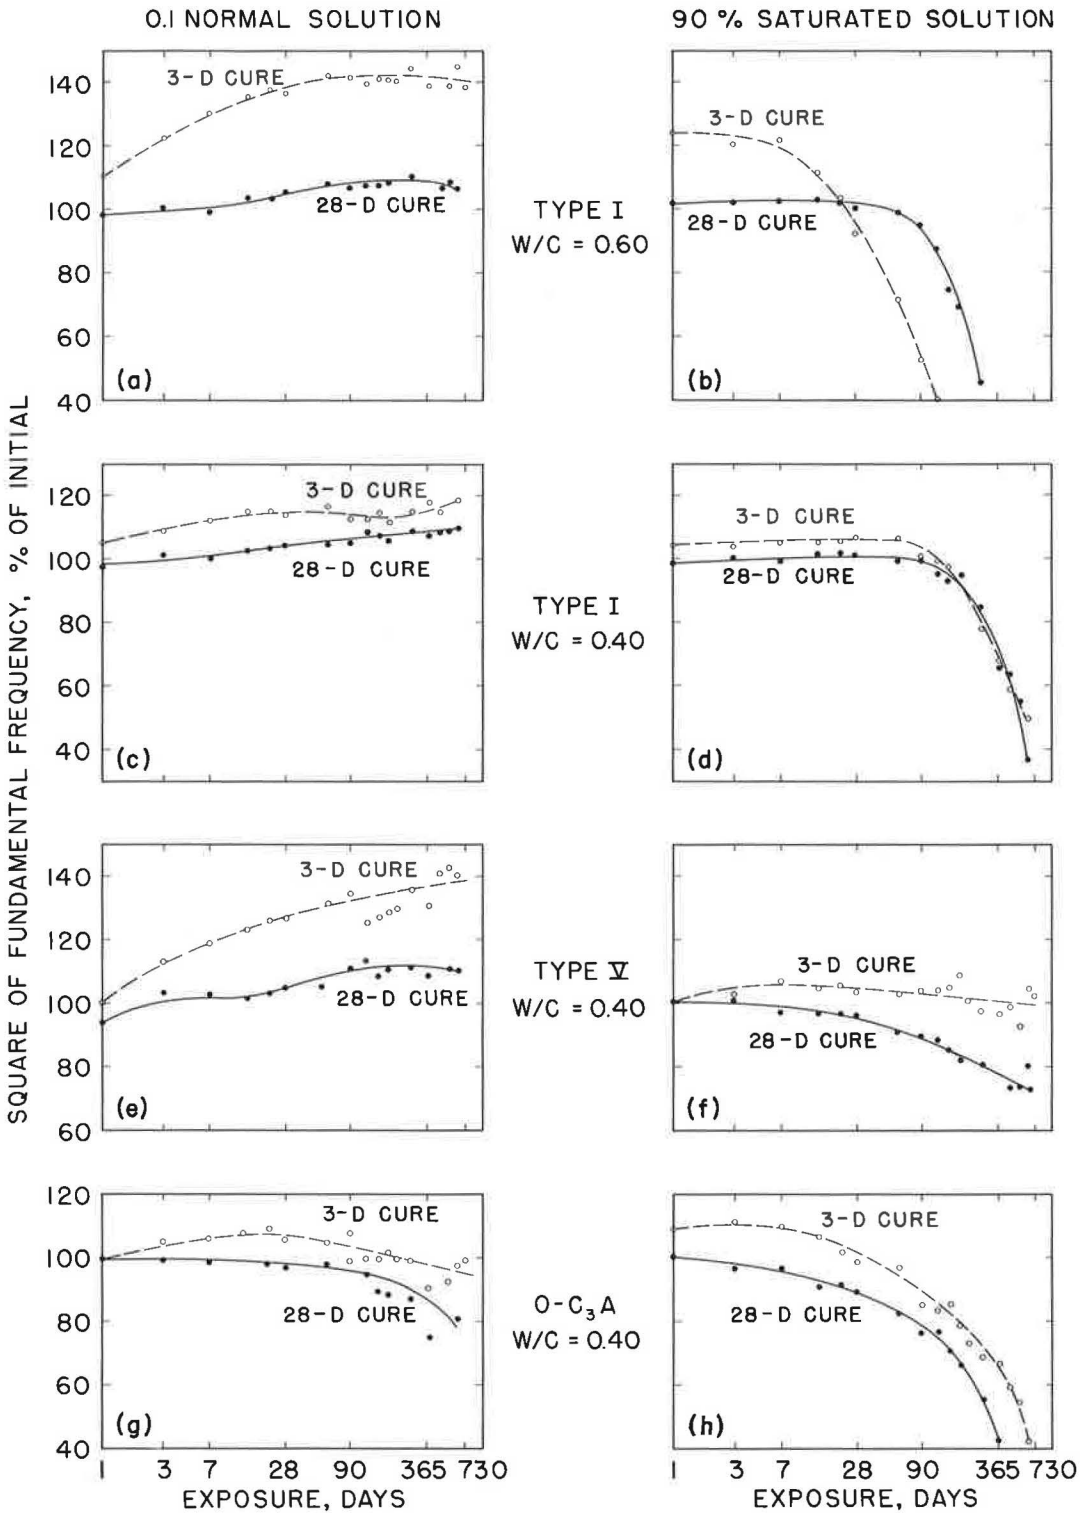 0.1 NORMAL SOLUTION
90 % SATURATED SOLUTION
SQUARE OF FUNDAMENTAL FREQUENCY, % OF INITIAL
140
120
100
80
60
40
3-D CURE
28-D CURE
(a)
TYPE I
W/C = 0.60
3-D CURE
28-D CURE
(b)
120
100
80
60
40
3-D CURE
28-D CURE
(c)
TYPE I
W/C = 0.40
3-D CURE
28-D CURE
(d)
140
120
100
80
60
3-D CURE
28-D CURE
(e)
TYPE V
W/C = 0.40
3-D CURE
28-D CURE
(f)
120
100
80
60
40
3-D CURE
28-D CURE
(g)
O-C₃A
W/C = 0.40
3-D CURE
28-D CURE
(h)
1 3 7 28 90 365 730
EXPOSURE, DAYS
1 3 7 28 90 365 730
EXPOSURE, DAYS